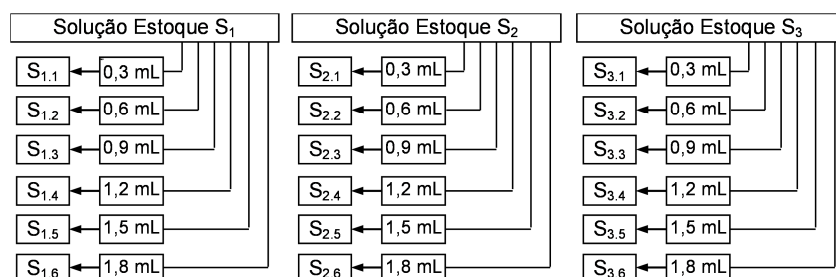 Solução Estoque S1
S1.1 0,3 mL
S1.2 0,6 mL
S1.3 0,9 mL
S1.4 1,2 mL
S1.5 1,5 mL
S1.6 1,8 mL
Solução Estoque S2
S2.1 0,3 mL
S2.2 0,6 mL
S2.3 0,9 mL
S2.4 1,2 mL
S2.5 1,5 mL
S2.6 1,8 mL
Solução Estoque S3
S3.1 0,3 mL
S3.2 0,6 mL
S3.3 0,9 mL
S3.4 1,2 mL
S3.5 1,5 mL
S3.6 1,8 mL